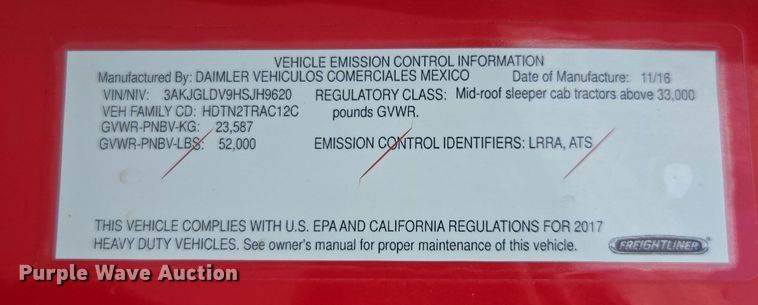 VEHICLE EMISSION CONTROL INFORMATION
Manufactured By: DAIMLER VEHICULOS COMERCIALES MEXICO Date of Manufacture: 11/16
VIN/NIV: 3AKJGLDV9HSJH9620 REGULATORY CLASS: Mid-roof sleeper cab tractors above 33,000
VEH FAMILY CD: HDTN2TRAC12C pounds GVWR.
GVWR-PNBV-KG: 23,587
GVWR-PNBV-LBS: 52,000 EMISSION CONTROL IDENTIFIERS: LRRA, ATS
THIS VEHICLE COMPLIES WITH U.S. EPA AND CALIFORNIA REGULATIONS FOR 2017
HEAVY DUTY VEHICLES. See owner's manual for proper maintenance of this vehicle.
FREIGHTLINER
Purple Wave Auction